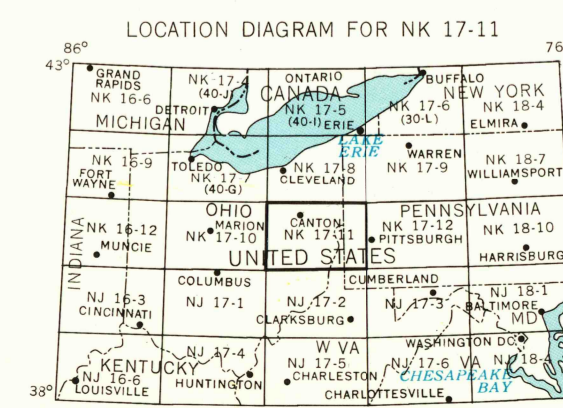 LOCATION DIAGRAM FOR NK 17-11
86°
76
43°
GRAND
RAPIDS
NK 16-6
MICHIGAN
NK 17-4
(40-J)
DETROIT
ONTARIO
CANADA
NK 17-5
(40-I)
ERIE
LAKE
ERIE
BUFFALO
NK 17-6
(30-L)
NEW YORK
NK 18-4
ELMIRA
NK 16-9
FORT
WAYNE
TOLEDO
NK 17-7
(40-G)
NK 17-8
CLEVELAND
WARREN
NK 17-9
NK 18-7
WILLIAMSPORT
INDIANA
NK 16-12
MUNCIE
OHIO
MARION
NK 17-10
CANTON
NK 17-11
PENNSYLVANIA
NK 17-12
PITTSBURGH
NK 18-10
HARRISBURG
UNITED STATES
COLUMBUS
CUMBERLAND
NJ 16-3
CINCINNATI
NJ 17-1
NJ 17-2
CLARKSBURG
NJ 17-3
NJ 18-1
BALTIMORE
MD
KENTUCKY
NJ 16-6
LOUISVILLE
NJ 17-4
HUNTINGTON
W VA
NJ 17-5
CHARLESTON
WASHINGTON DC
NJ 17-6
VA
NJ 18-4
CHESAPEAKE
BAY
CHARLOTTESVILLE
38°